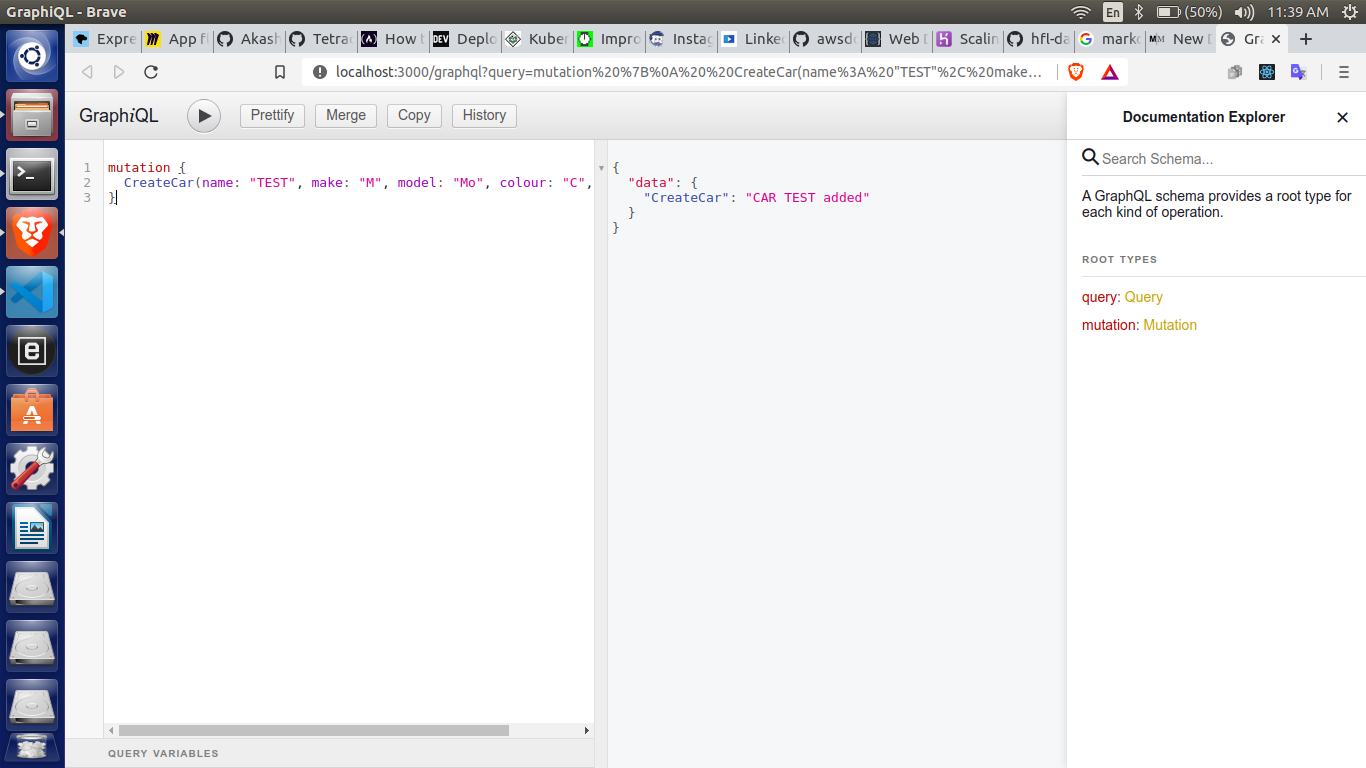 GraphiQL - Brave
En
(50%)
11:39 AM
Expre
App f
Akash
Tetra
How t
DEV
Deplo
Kuber
Impro
Instag
Linke
awsdo
Web D
Scalin
hfl-da
marko
New D
Gra
localhost:3000/graphql?query=mutation%20%7B%0A%20%20CreateCar(name%3A%20"TEST"%2C%20make…
GraphiQL
Prettify
Merge
Copy
History
Documentation Explorer
1 mutation {
2 CreateCar(name: "TEST", make: "M", model: "Mo", colour: "C",
3 }
{
"data": {
"CreateCar": "CAR TEST added"
}
}
Search Schema...
A GraphQL schema provides a root type for
each kind of operation.
ROOT TYPES
query: Query
mutation: Mutation
QUERY VARIABLES